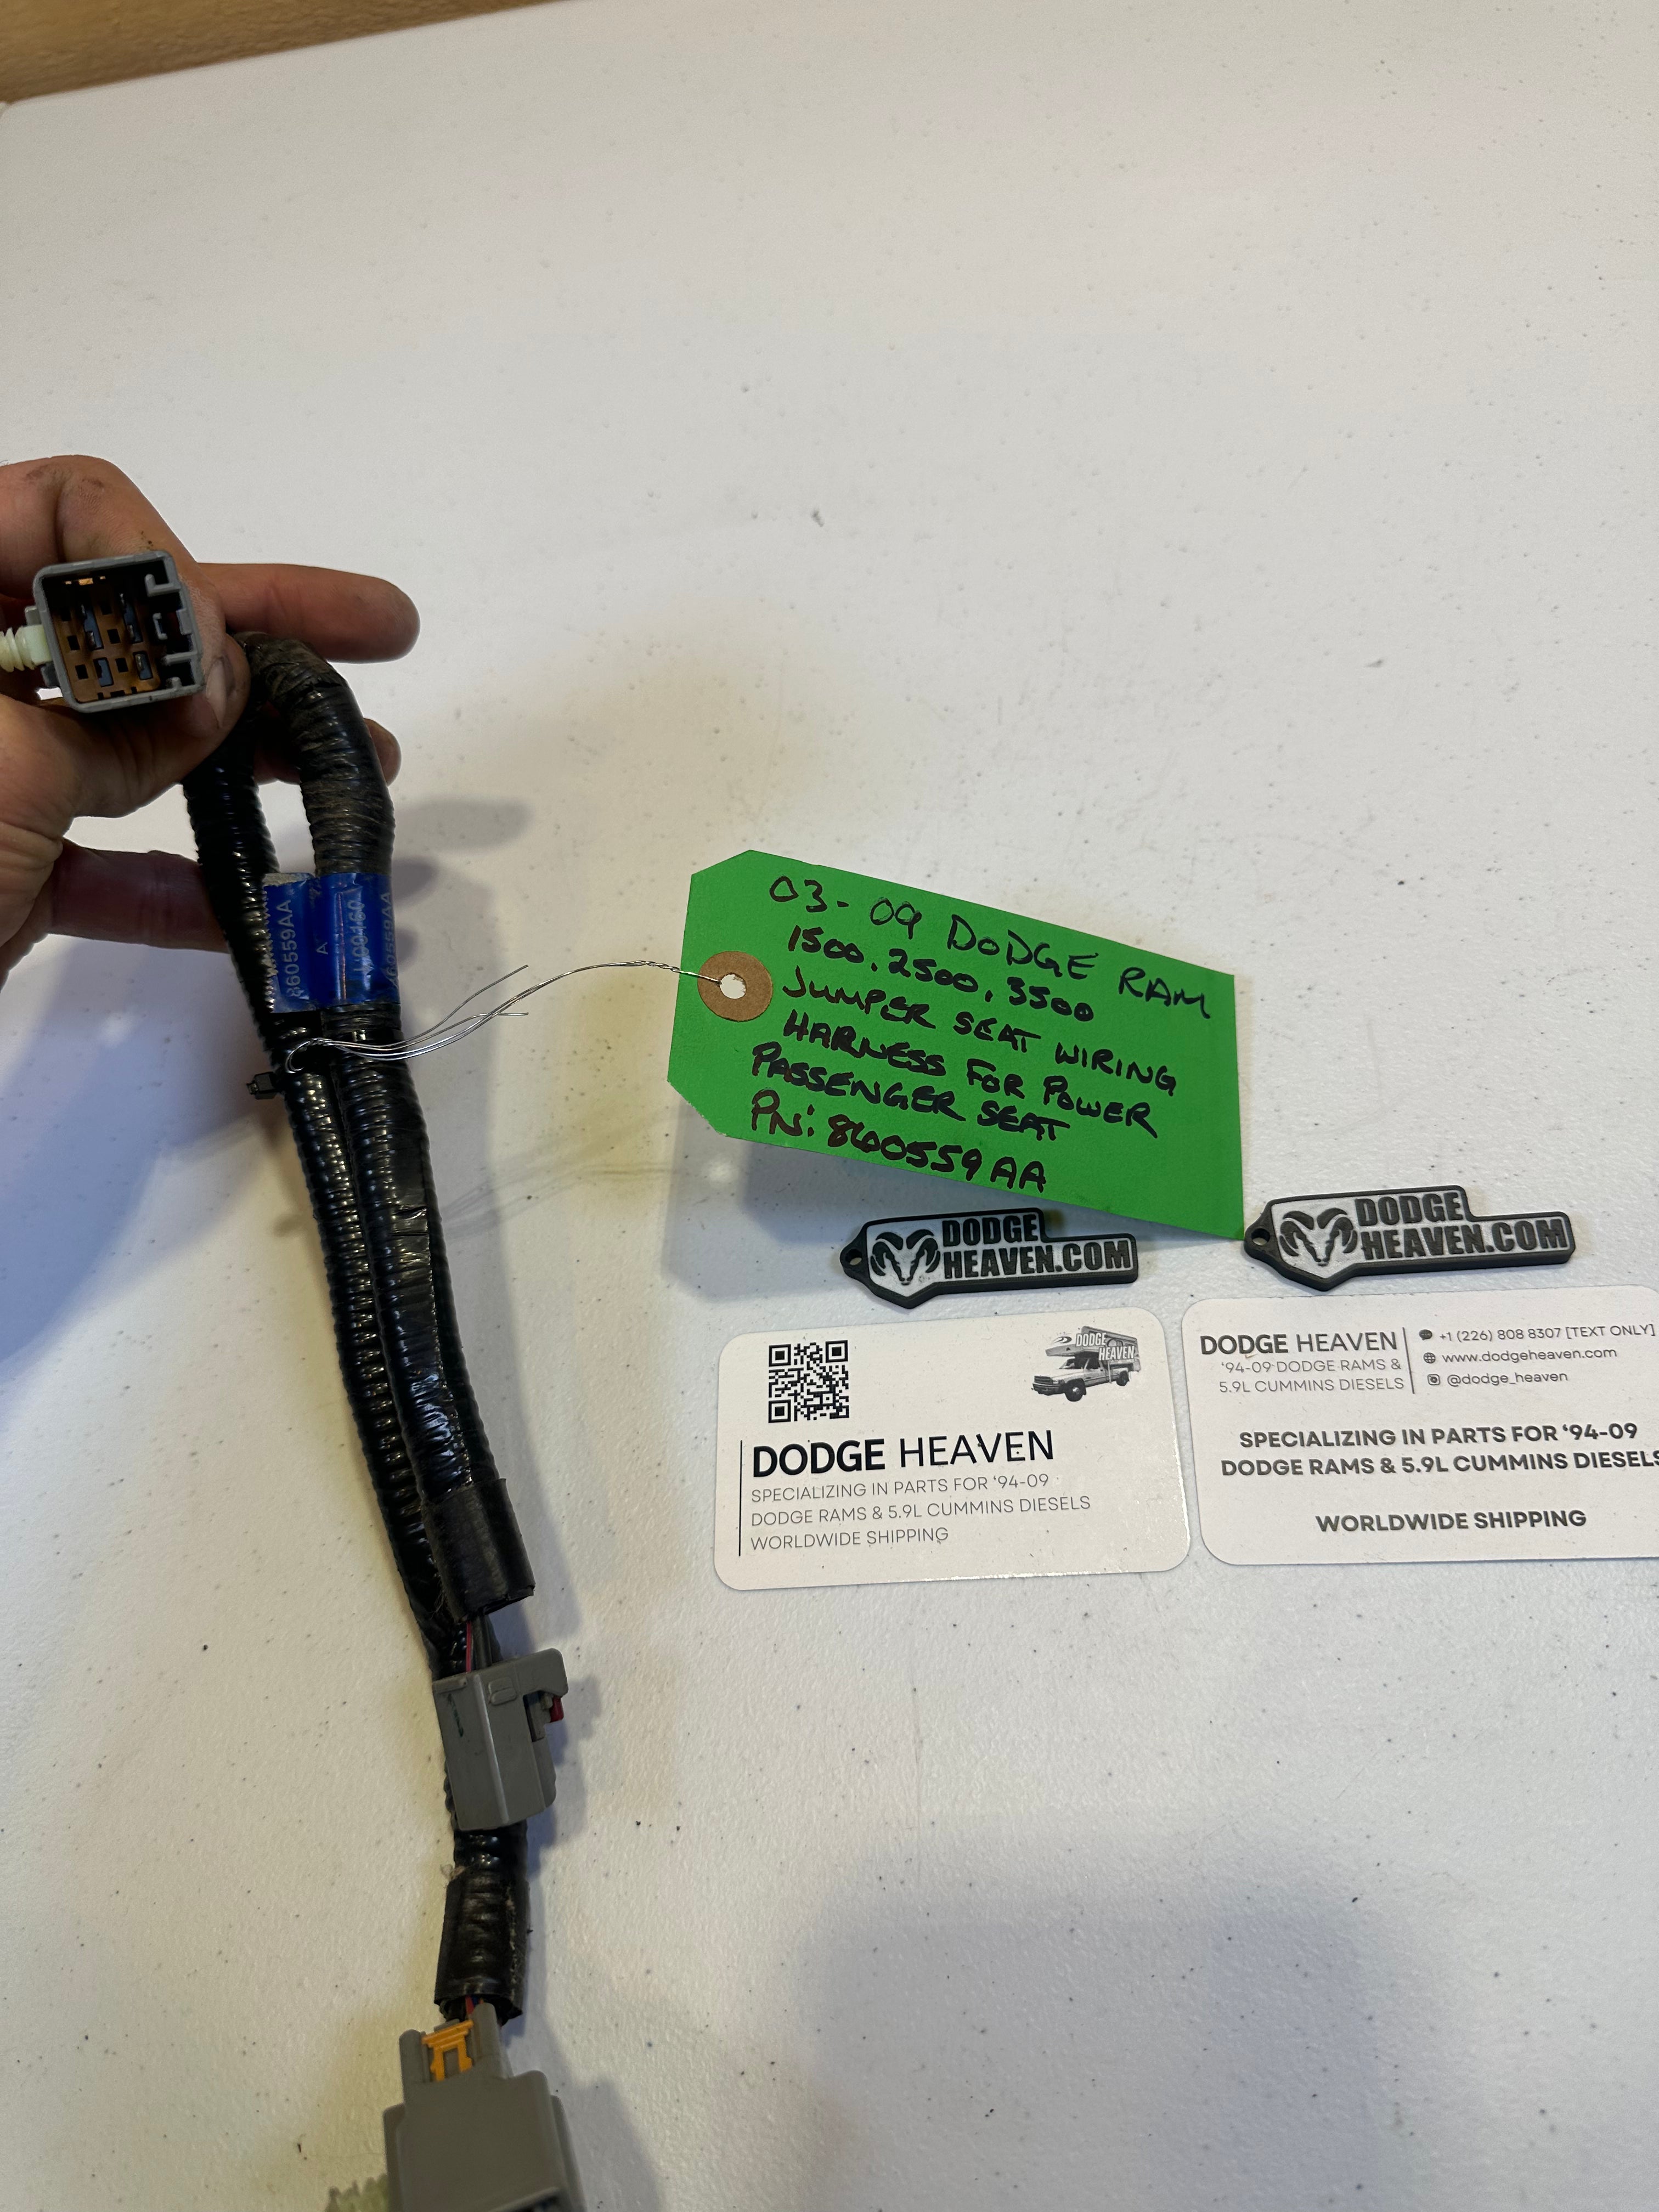 860559AA
A
03-09 DODGE RAM
1500, 2500, 3500
JUMPER SEAT WIRING
HARNESS FOR POWER
PASSENGER SEAT
PN: 860559AA
DODGE
HEAVEN.COM
DODGE
HEAVEN.COM
DODGE
HEAVEN
DODGE HEAVEN
SPECIALIZING IN PARTS FOR ‘94-09
DODGE RAMS & 5.9L CUMMINS DIESELS
WORLDWIDE SHIPPING
DODGE HEAVEN
‘94-09 DODGE RAMS &
5.9L CUMMINS DIESELS
+1 (226) 808 8307 [TEXT ONLY]
www.dodgeheaven.com
@dodge_heaven
SPECIALIZING IN PARTS FOR ‘94-09
DODGE RAMS & 5.9L CUMMINS DIESELS
WORLDWIDE SHIPPING